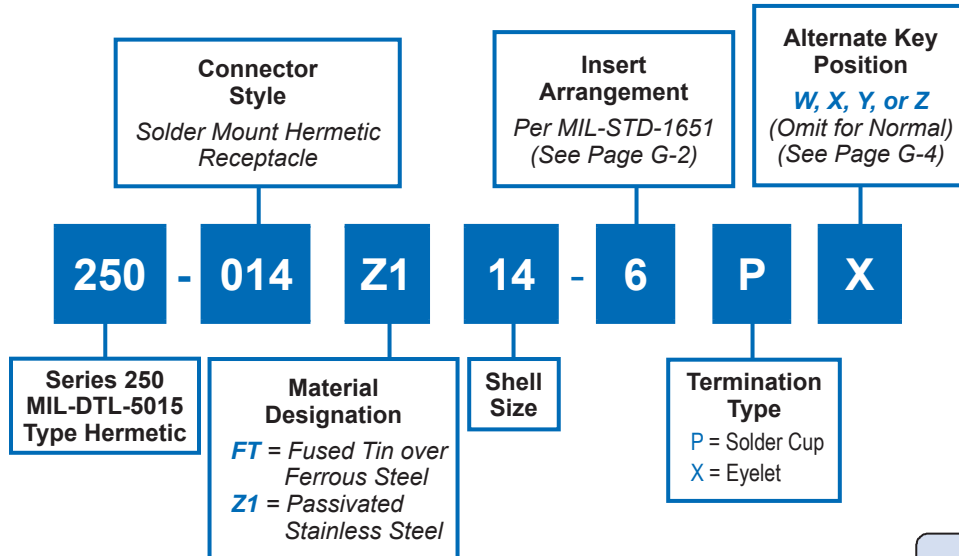 Connector
Style
Solder Mount Hermetic
Receptacle
Insert
Arrangement
Per MIL-STD-1651
(See Page G-2)
Alternate Key
Position
W, X, Y, or Z
(Omit for Normal)
(See Page G-4)
250 - 014 Z1 14 - 6 P X
Series 250
MIL-DTL-5015
Type Hermetic
Material
Designation
FT = Fused Tin over
Ferrous Steel
Z1 = Passivated
Stainless Steel
Shell
Size
Termination
Type
P = Solder Cup
X = Eyelet